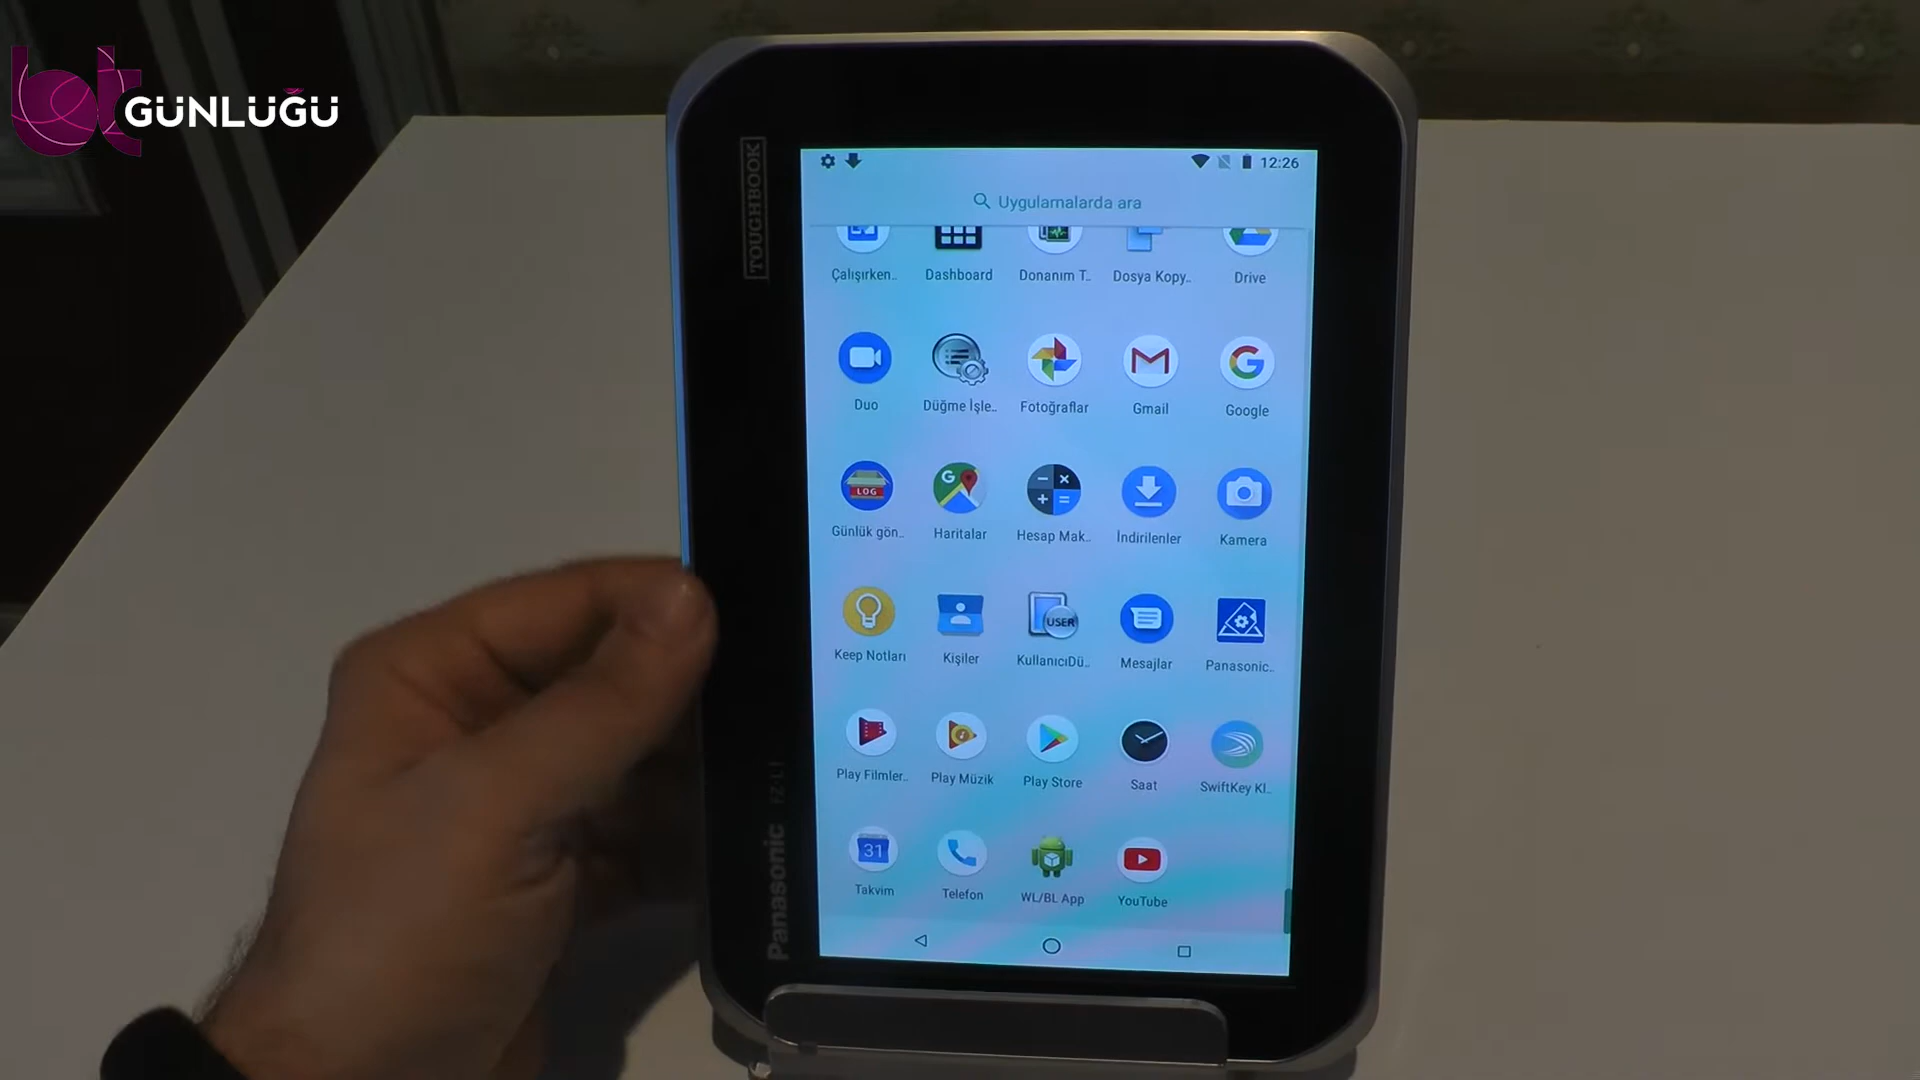 bt GÜNLÜĞÜ
TOUGHBOOK
12:26
Uygulamalarda ara
Çalışırken..
Dashboard
Donanım T..
Dosya Kopy..
Drive
Duo
Düğme İşle..
Fotoğraflar
Gmail
Google
LOG
Günlük gön..
Haritalar
Hesap Mak..
İndirilenler
Kamera
Keep Notları
Kişiler
USER
KullanıcıDü..
Mesajlar
Panasonic..
Play Filmler..
Play Müzik
Play Store
Saat
SwiftKey Kl..
31
Takvim
Telefon
WL/BL App
YouTube
Panasonic FZ-L1